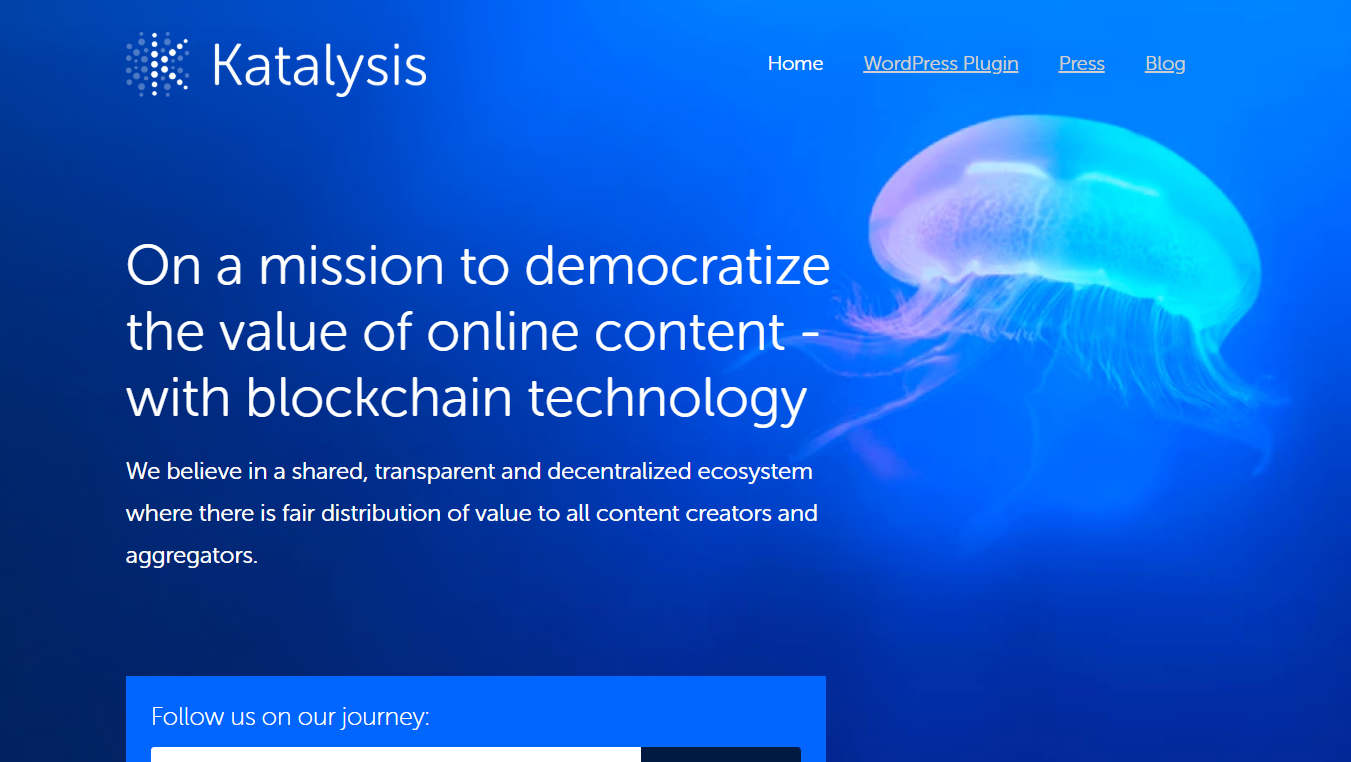 Katalysis
Home WordPress Plugin Press Blog
On a mission to democratize
the value of online content -
with blockchain technology
We believe in a shared, transparent and decentralized ecosystem
where there is fair distribution of value to all content creators and
aggregators.
Follow us on our journey: